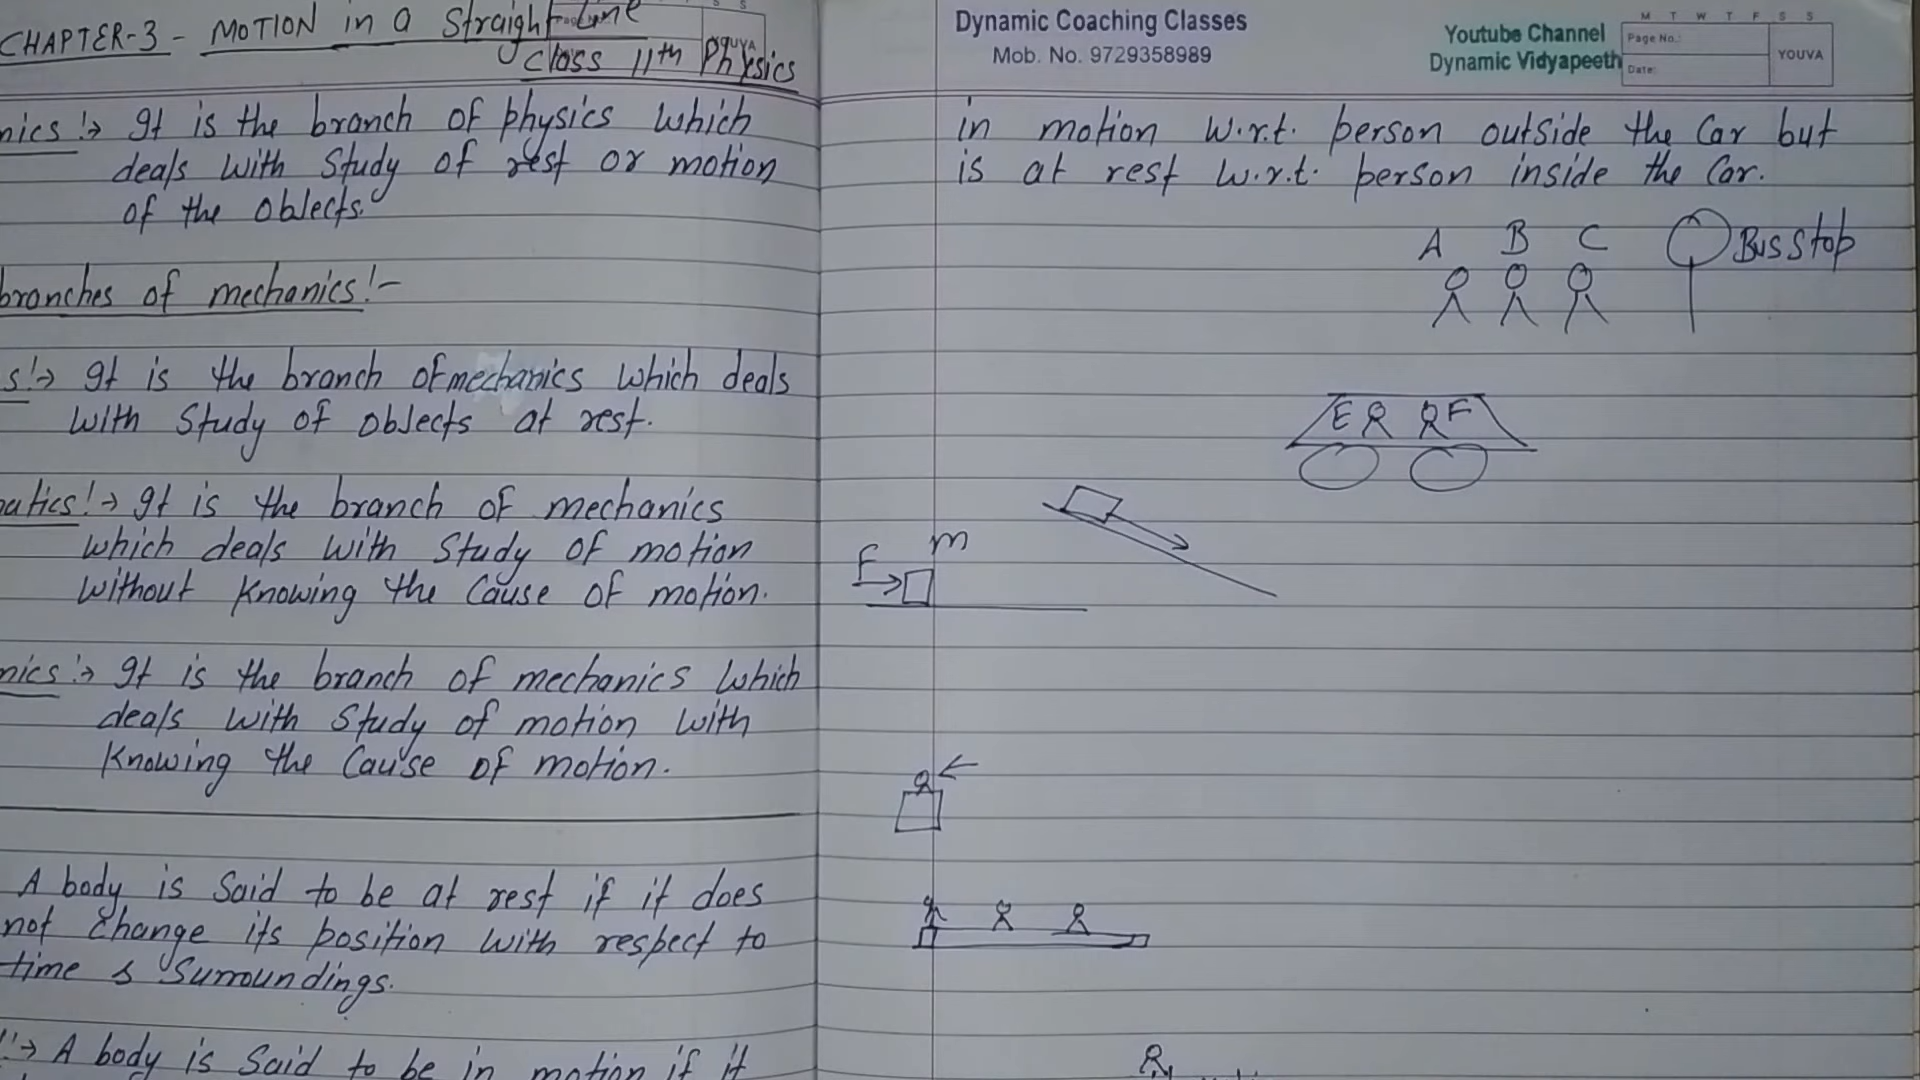 CHAPTER-3 - MOTION in a Straight Line
Class 11th Physics
nics :→ It is the branch of physics which
deals with Study of rest or motion
of the Objects.
branches of mechanics :-
s :→ It is the branch of mechanics which deals
with Study of Objects at rest.
atics :→ It is the branch of mechanics
which deals with Study of motion
without Knowing the Cause of motion.
nics :→ It is the branch of mechanics which
deals with Study of motion with
Knowing the Cause of motion.
A body is Said to be at rest if it does
not Change its position with respect to
time & Surroundings.
:→ A body is Said to be in motion if it
Dynamic Coaching Classes
Mob. No. 9729358989
Youtube Channel
Dynamic Vidyapeeth
M T W T F S S
Page No.:
Date:
YOUVA
in motion w.r.t. person outside the Car but
is at rest w.r.t. person inside the Car.
A B C Bus Stop
E F
m
F